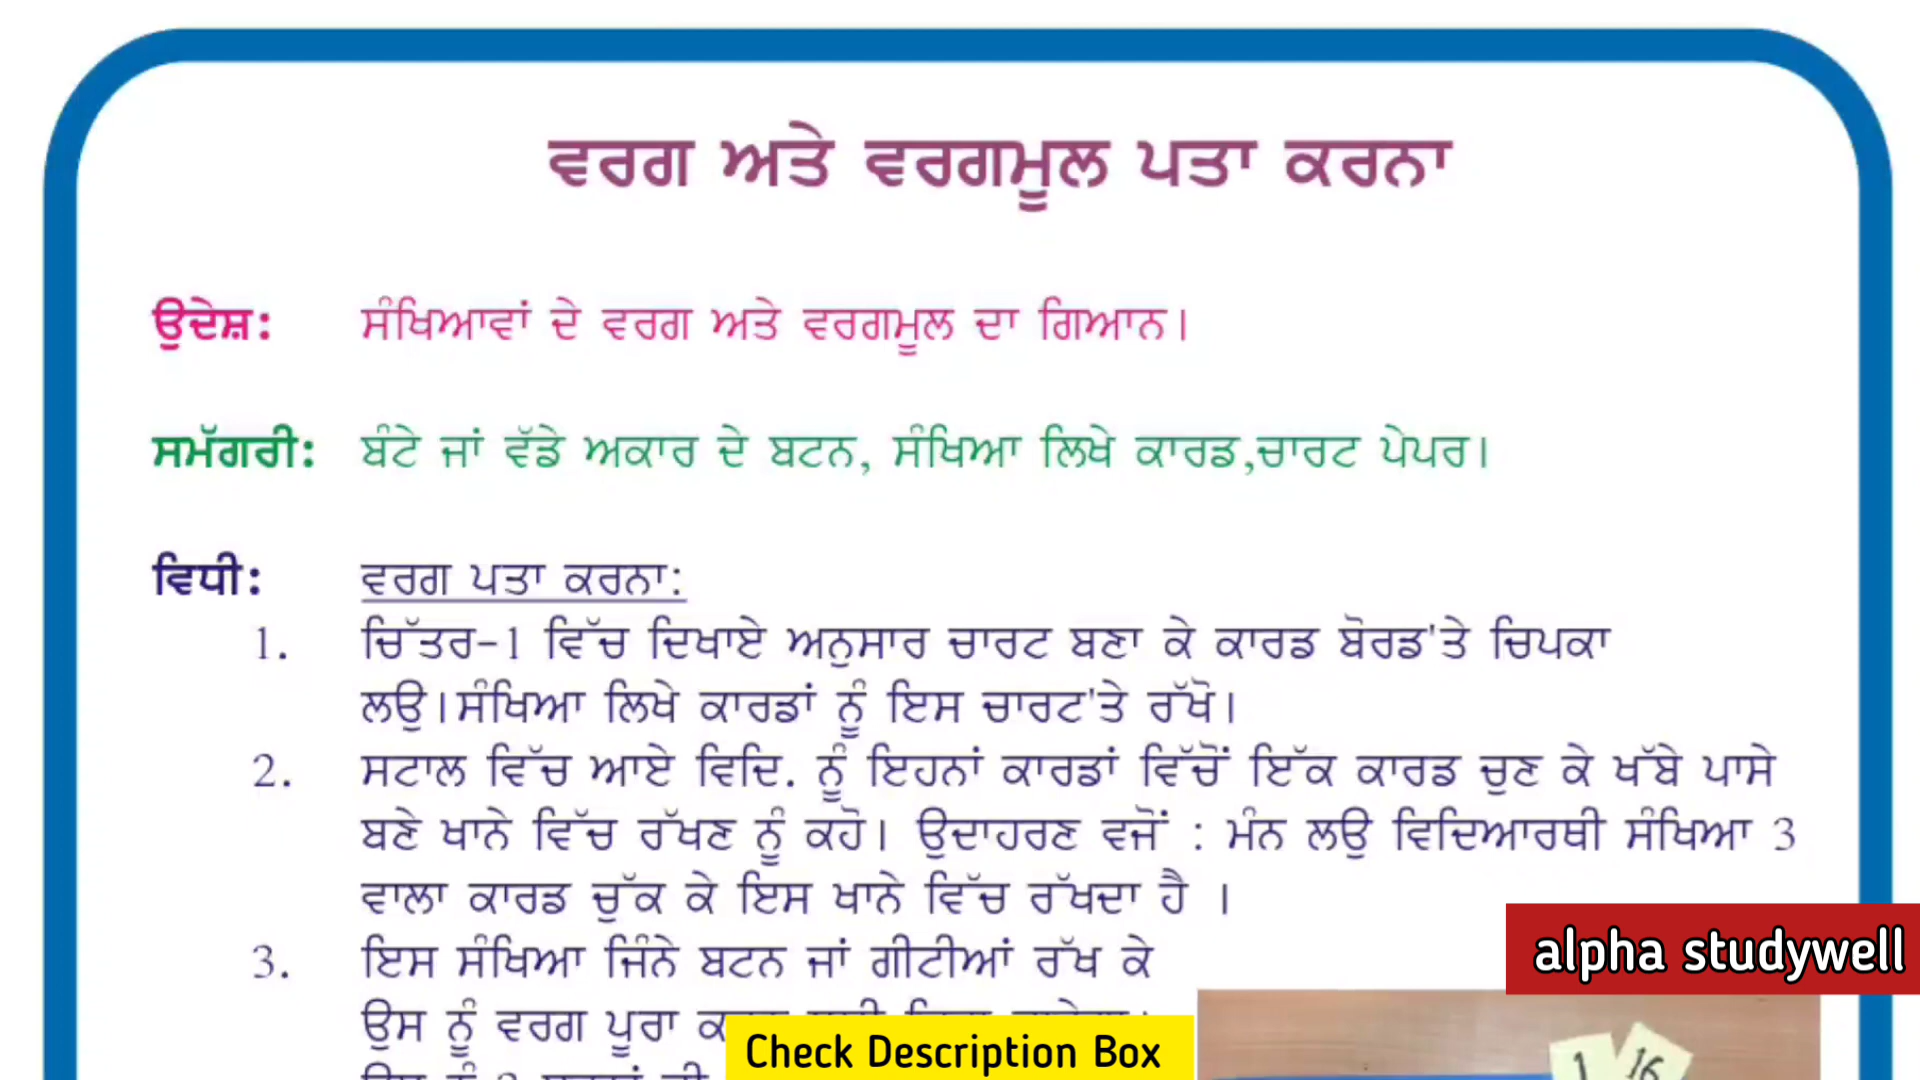 ਵਰਗ ਅਤੇ ਵਰਗਮੂਲ ਪਤਾ ਕਰਨਾ
ਉਦੇਸ਼: ਸੰਖਿਆਵਾਂ ਦੇ ਵਰਗ ਅਤੇ ਵਰਗਮੂਲ ਦਾ ਗਿਆਨ।
ਸਮੱਗਰੀ: ਬੰਟੇ ਜਾਂ ਵੱਡੇ ਅਕਾਰ ਦੇ ਬਟਨ, ਸੰਖਿਆ ਲਿਖੇ ਕਾਰਡ,ਚਾਰਟ ਪੇਪਰ।
ਵਿਧੀ: ਵਰਗ ਪਤਾ ਕਰਨਾ:
1. ਚਿੱਤਰ-1 ਵਿੱਚ ਦਿਖਾਏ ਅਨੁਸਾਰ ਚਾਰਟ ਬਣਾ ਕੇ ਕਾਰਡ ਬੋਰਡ'ਤੇ ਚਿਪਕਾ
ਲਉ।ਸੰਖਿਆ ਲਿਖੇ ਕਾਰਡਾਂ ਨੂੰ ਇਸ ਚਾਰਟ'ਤੇ ਰੱਖੋ।
2. ਸਟਾਲ ਵਿੱਚ ਆਏ ਵਿਦਿ. ਨੂੰ ਇਹਨਾਂ ਕਾਰਡਾਂ ਵਿੱਚੋਂ ਇੱਕ ਕਾਰਡ ਚੁਣ ਕੇ ਖੱਬੇ ਪਾਸੇ
ਬਣੇ ਖਾਨੇ ਵਿੱਚ ਰੱਖਣ ਨੂੰ ਕਹੋ। ਉਦਾਹਰਣ ਵਜੋਂ : ਮੰਨ ਲਉ ਵਿਦਿਆਰਥੀ ਸੰਖਿਆ 3
ਵਾਲਾ ਕਾਰਡ ਚੁੱਕ ਕੇ ਇਸ ਖਾਨੇ ਵਿੱਚ ਰੱਖਦਾ ਹੈ ।
3. ਇਸ ਸੰਖਿਆ ਜਿੰਨੇ ਬਟਨ ਜਾਂ ਗੀਟੀਆਂ ਰੱਖ ਕੇ
ਉਸ ਨੂੰ ਵਰਗ ਪੂਰਾ
alpha studywell
Check Description Box
1 16